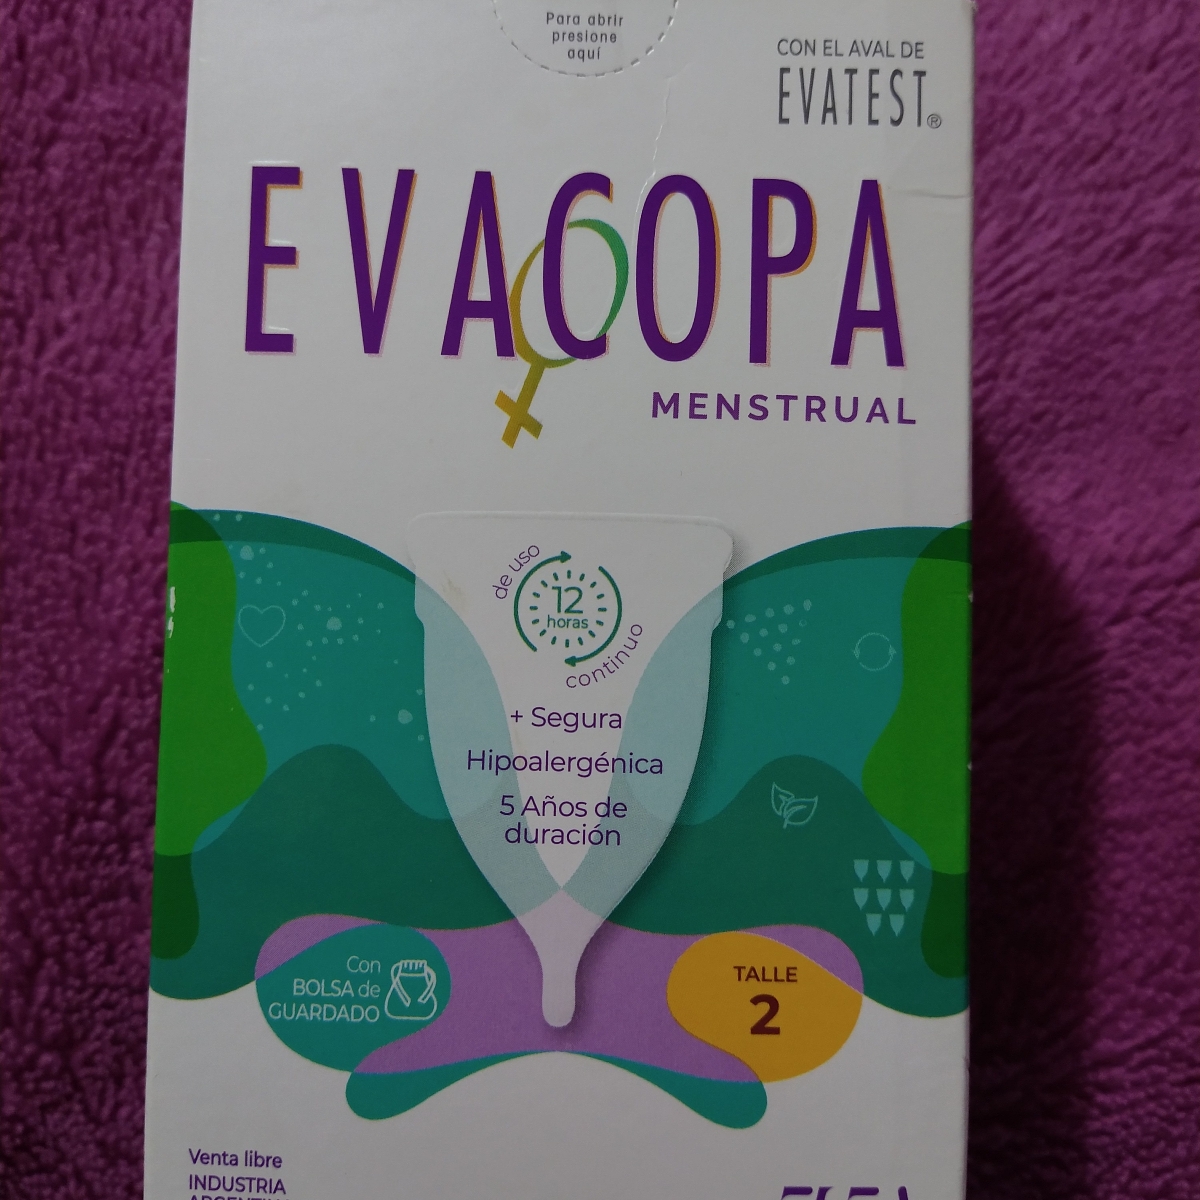 Para abrir
presione
aquí
CON EL AVAL DE
EVATEST®
EVACOPA
MENSTRUAL
de uso
12
horas
continuo
+ Segura
Hipoalergénica
5 Años de
duración
Con
BOLSA de
GUARDADO
TALLE
2
Venta libre
INDUSTRIA